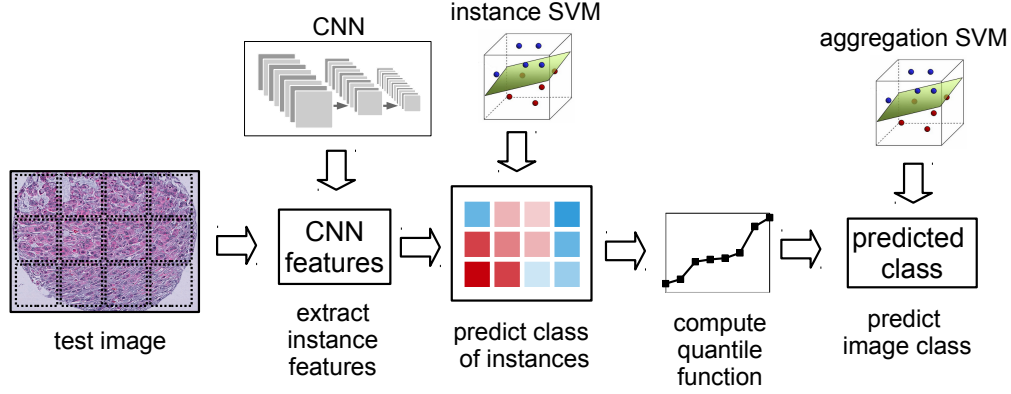 CNN
instance SVM
aggregation SVM
CNN
features
predicted
class
test image
extract
instance
features
predict class
of instances
compute
quantile
function
predict
image class